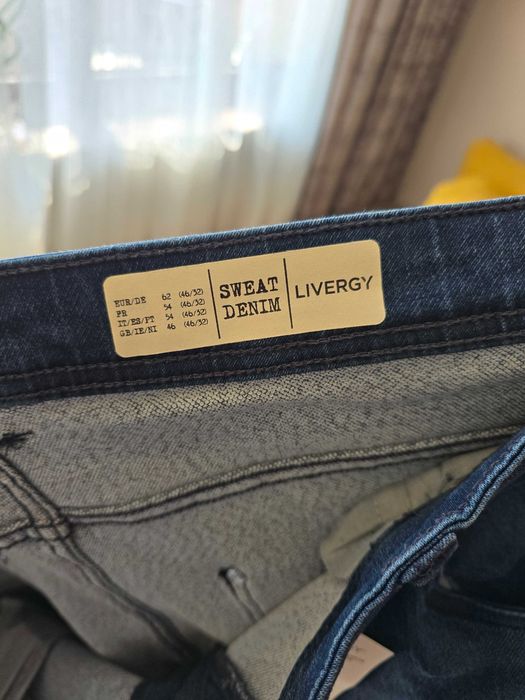 EUR/DE 62 (46/32)
FR 54 (46/32)
IT/ES/PT 54 (46/32)
GB/IE/NI 46 (46/32)
SWEAT
DENIM
LIVERGY